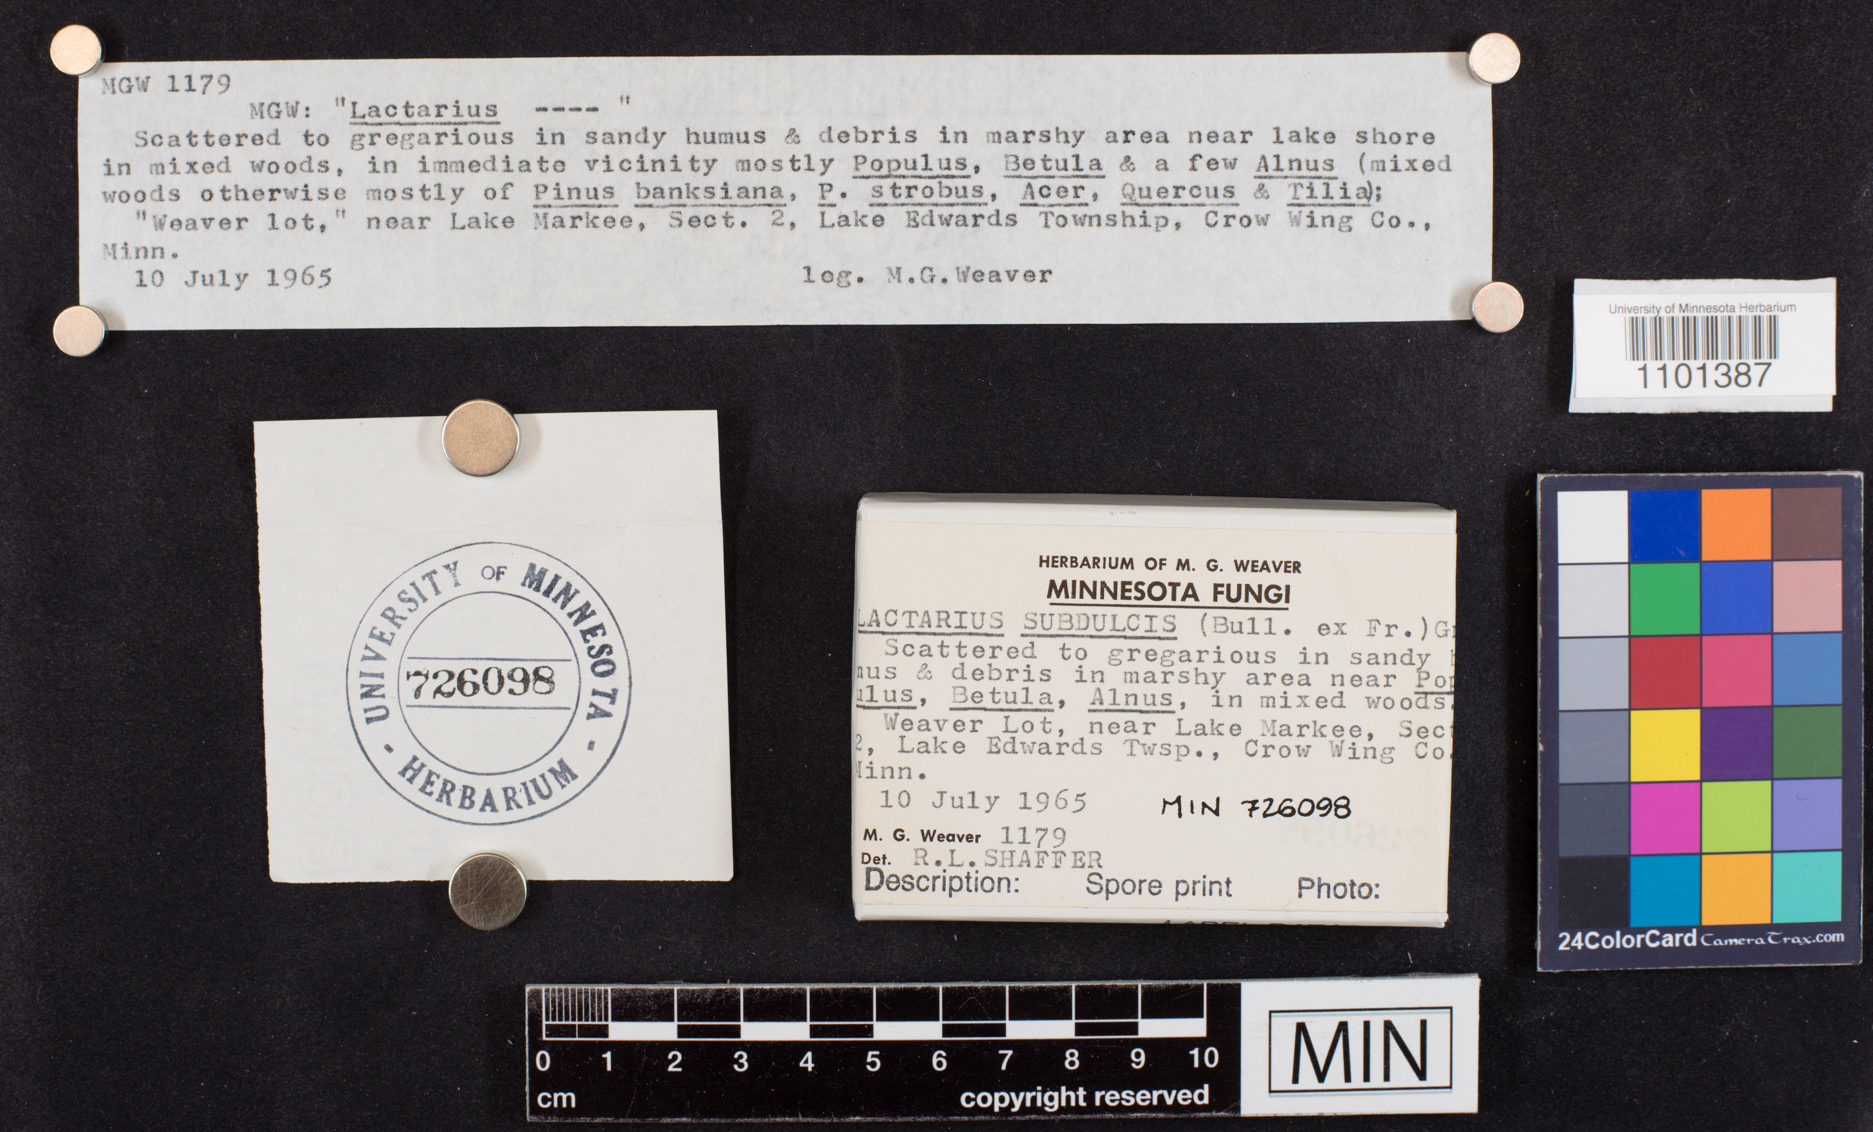 MGW 1179
MGW: "Lactarius ---- "
Scattered to gregarious in sandy humus & debris in marshy area near lake shore
in mixed woods, in immediate vicinity mostly Populus, Betula & a few Alnus (mixed
woods otherwise mostly of Pinus banksiana, P. strobus, Acer, Quercus & Tilia);
"Weaver lot," near Lake Markee, Sect. 2, Lake Edwards Township, Crow Wing Co.,
Minn.
10 July 1965 leg. M.G.Weaver
University of Minnesota Herbarium
1101387
UNIVERSITY OF MINNESOTA
726098
- HERBARIUM -
HERBARIUM OF M. G. WEAVER
MINNESOTA FUNGI
LACTARIUS SUBDULCIS (Bull. ex Fr.)Gr
Scattered to gregarious in sandy h
mus & debris in marshy area near Pop
ulus, Betula, Alnus, in mixed woods.
Weaver Lot, near Lake Markee, Sect
2, Lake Edwards Twsp., Crow Wing Co.
Minn.
10 July 1965 MIN 726098
M. G. Weaver 1179
Det. R.L.SHAFFER
Description: Spore print Photo:
24ColorCard CameraTrax.com
0 1 2 3 4 5 6 7 8 9 10
cm copyright reserved
MIN